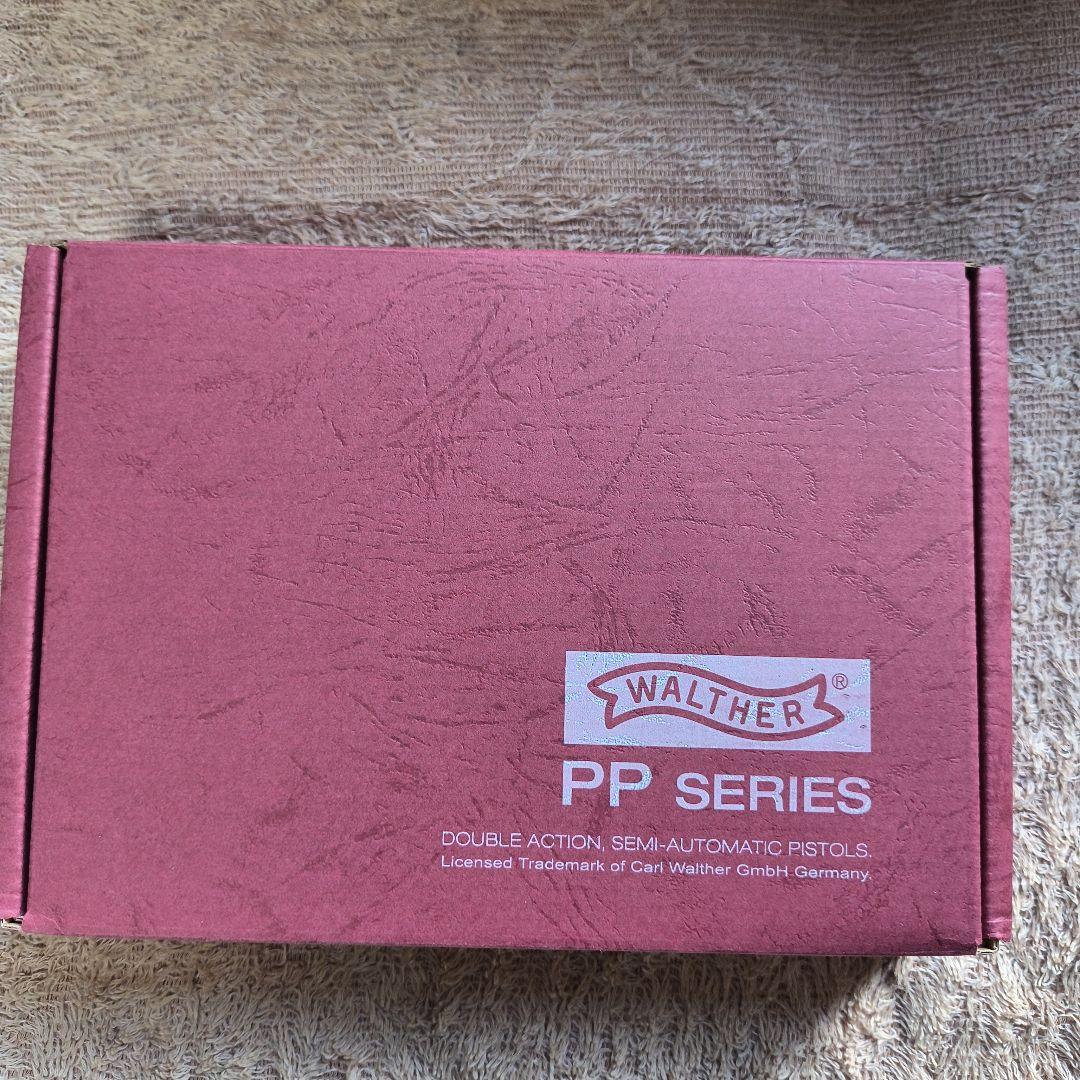 WALTHER ®
PP SERIES
DOUBLE ACTION, SEMI-AUTOMATIC PISTOLS.
Licensed Trademark of Carl Walther GmbH Germany.